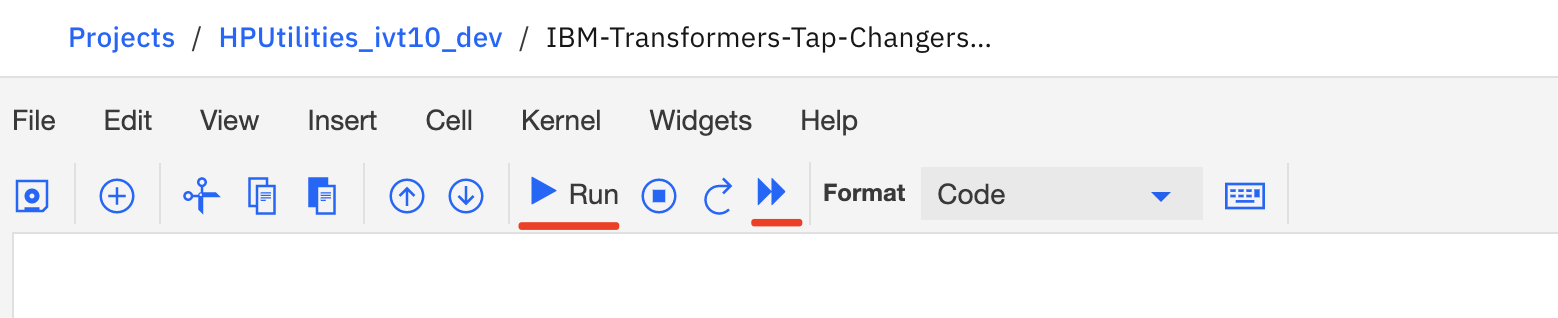 Projects / HPUtilities_ivt10_dev / IBM-Transformers-Tap-Changers...
File Edit View Insert Cell Kernel Widgets Help
Run Format Code